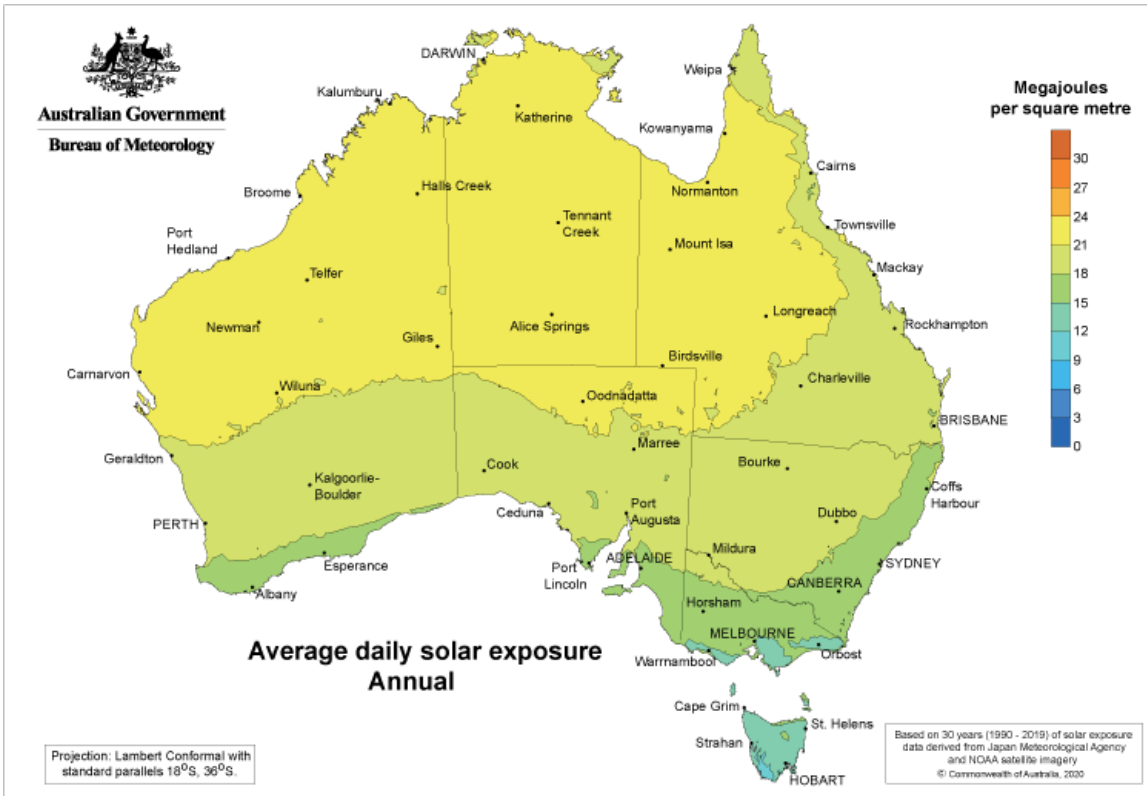 Australian Government
Bureau of Meteorology
Megajoules
per square metre
30
27
24
21
18
15
12
9
6
3
0
DARWIN
Kalumburu
Katherine
Weipa
Kowanyama
Cairns
Broome
Halls Creek
Normanton
Port
Hedland
Tennant
Creek
Townsville
Mount Isa
Telfer
Mackay
Newman
Alice Springs
Longreach
Rockhampton
Giles
Carnarvon
Birdsville
Wiluna
Charleville
Oodnadatta
BRISBANE
Geraldton
Marree
Cook
Bourke
Kalgoorlie-
Boulder
Coffs
Harbour
PERTH
Ceduna
Port
Augusta
Dubbo
Esperance
ADELAIDE
Mildura
SYDNEY
Port
Lincoln
Albany
CANBERRA
Horsham
MELBOURNE
Warrnambool
Orbost
Average daily solar exposure
Annual
Cape Grim
St. Helens
Strahan
HOBART
Projection: Lambert Conformal with
standard parallels 18°S, 36°S.
Based on 30 years (1990 - 2019) of solar exposure
data derived from Japan Meteorological Agency
and NOAA satellite imagery
© Commonwealth of Australia, 2020